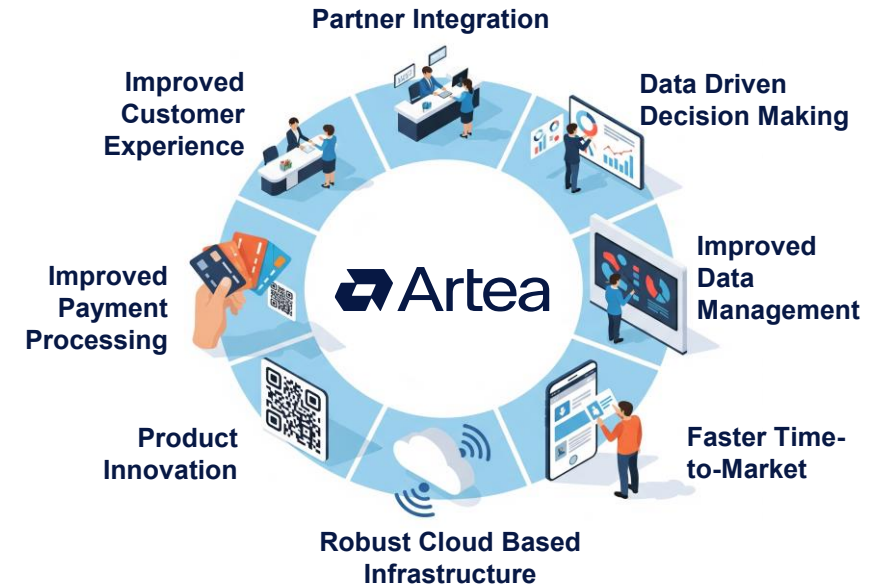 Partner Integration
Improved
Customer
Experience
Data Driven
Decision Making
Improved
Payment
Processing
Artea
Improved
Data
Management
Product
Innovation
Faster Time-
to-Market
Robust Cloud Based
Infrastructure